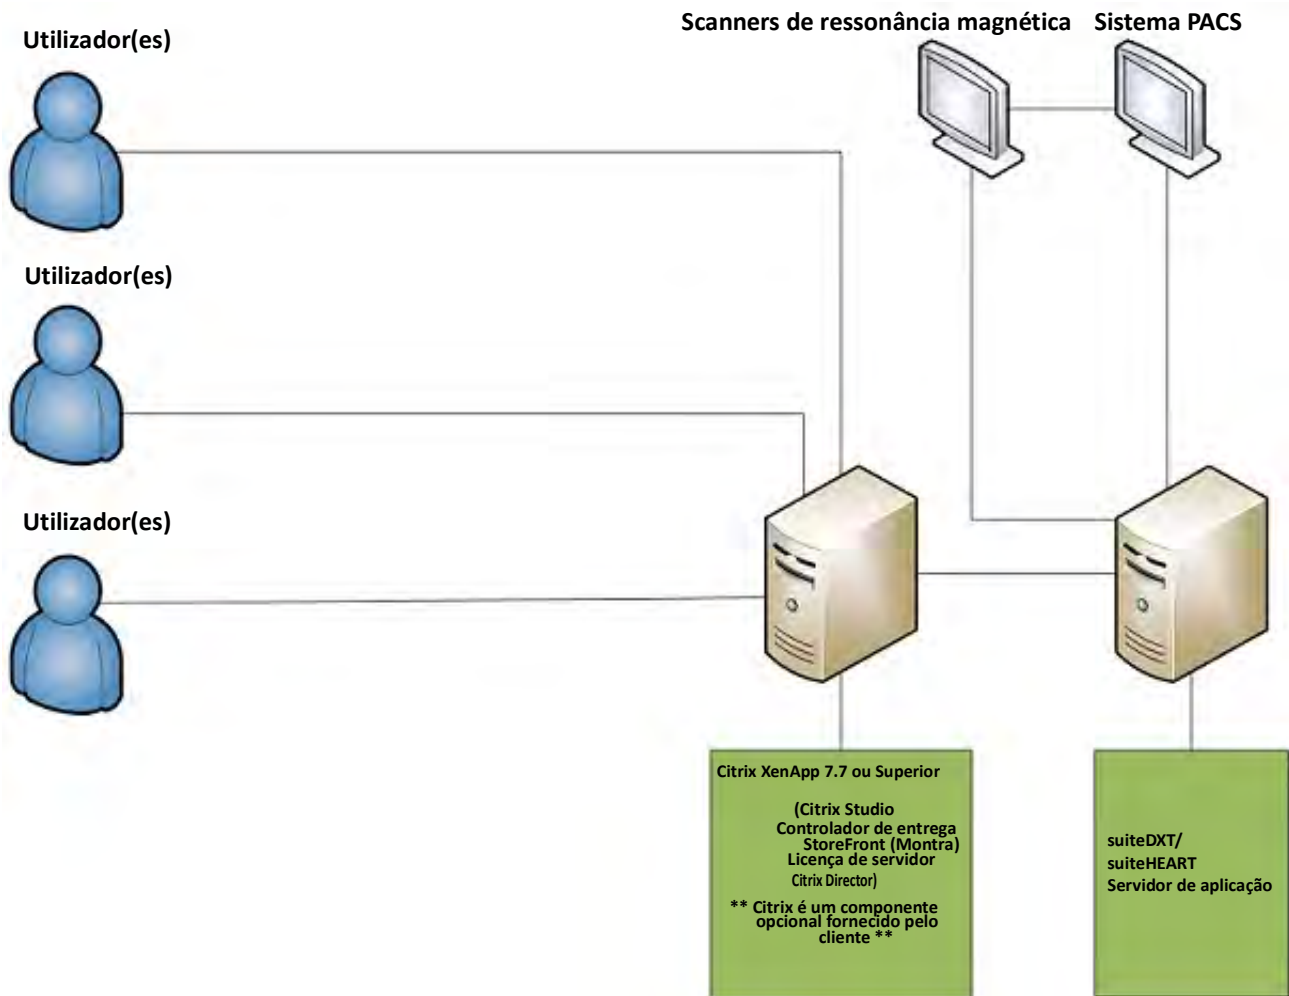 Scanners de ressonância magnética
Sistema PACS
Utilizador(es)
Utilizador(es)
Utilizador(es)
Citrix XenApp 7.7 ou Superior
(Citrix Studio
Controlador de entrega
StoreFront (Montra)
Licença de servidor
Citrix Director)
** Citrix é um componente
opcional fornecido pelo
cliente **
suiteDXT/
suiteHEART
Servidor de aplicação